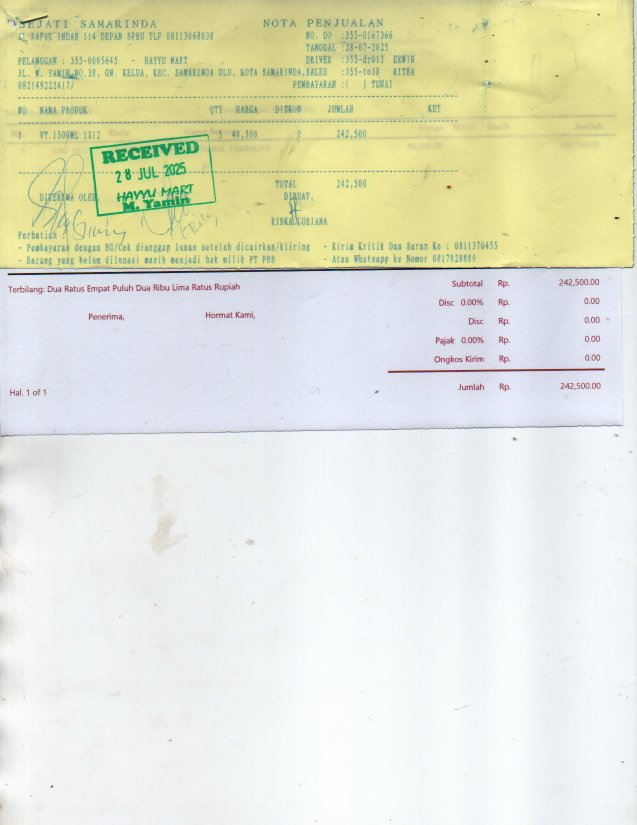 SEJATI SAMARINDA NOTA PENJUALAN
JL RAPAK INDAH 114 DEPAN SPBU TLP 08113068038 NO. DO :355-0167366
TANGGAL :28-07-2025
PELANGGAN : 355-0005645 - HAYYU MART DRIVER :355-dr012 ERWIN
JL. M. YAMIN NO.38, GN. KELUA, KEC. SAMARINDA ULU, KOTA SAMARINDA, SALES :355-to38 RITHA
082149222417/ PEMBAYARAN :( ) TUNAI
NO NAMA PRODUK QTY HARGA DISKON JUMLAH KET
1 VT.1500ML 1X12 5 48,500 0 242,500
RECEIVED
28 JUL 2025
HAYYU MART
M. Yamin
TOTAL 242,500
DITERIMA OLEH, DIBUAT,
RISKA LUSIANA
Perhatian :
- Pembayaran dengan BG/Cek dianggap lunas setelah dicairkan/kliring - Kirim Kritik Dan Saran Ke : 0811370455
- Barang yang belum dilunasi masih menjadi hak milik PT PBS - Atau Whatsapp ke Nomor 0817828889
Terbilang: Dua Ratus Empat Puluh Dua Ribu Lima Ratus Rupiah Subtotal Rp. 242,500.00
Disc 0.00% Rp. 0.00
Penerima, Hormat Kami, Disc Rp. 0.00
Pajak 0.00% Rp. 0.00
Ongkos Kirim Rp. 0.00
Hal. 1 of 1 Jumlah Rp. 242,500.00